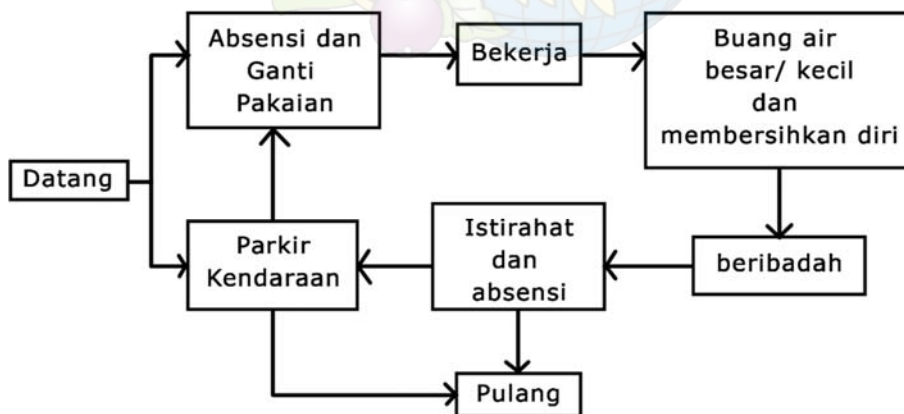 Absensi dan
Ganti
Pakaian
Bekerja
Buang air
besar/ kecil
dan
membersihkan diri
Datang
Parkir
Kendaraan
Istirahat
dan
absensi
beribadah
Pulang